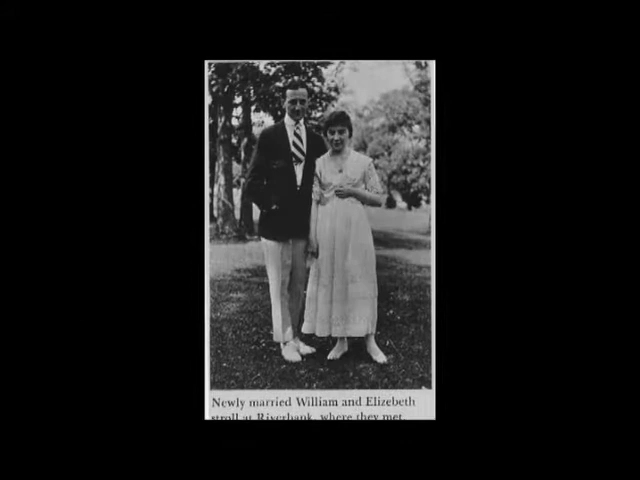 Newly married William and Elizebeth
stroll at Riverbank, where they met.